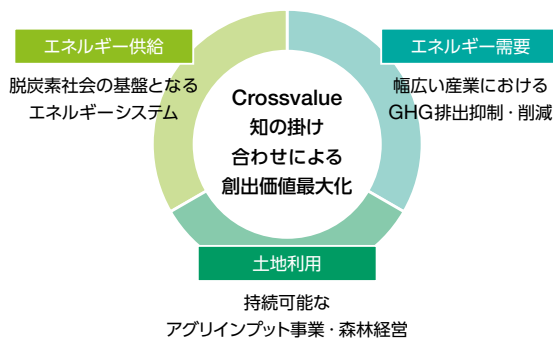 エネルギー供給
脱炭素社会の基盤となる
エネルギーシステム
エネルギー需要
幅広い産業における
GHG排出抑制・削減
Crossvalue
知の掛け
合わせによる
創出価値最大化
土地利用
持続可能な
アグリインプット事業・森林経営